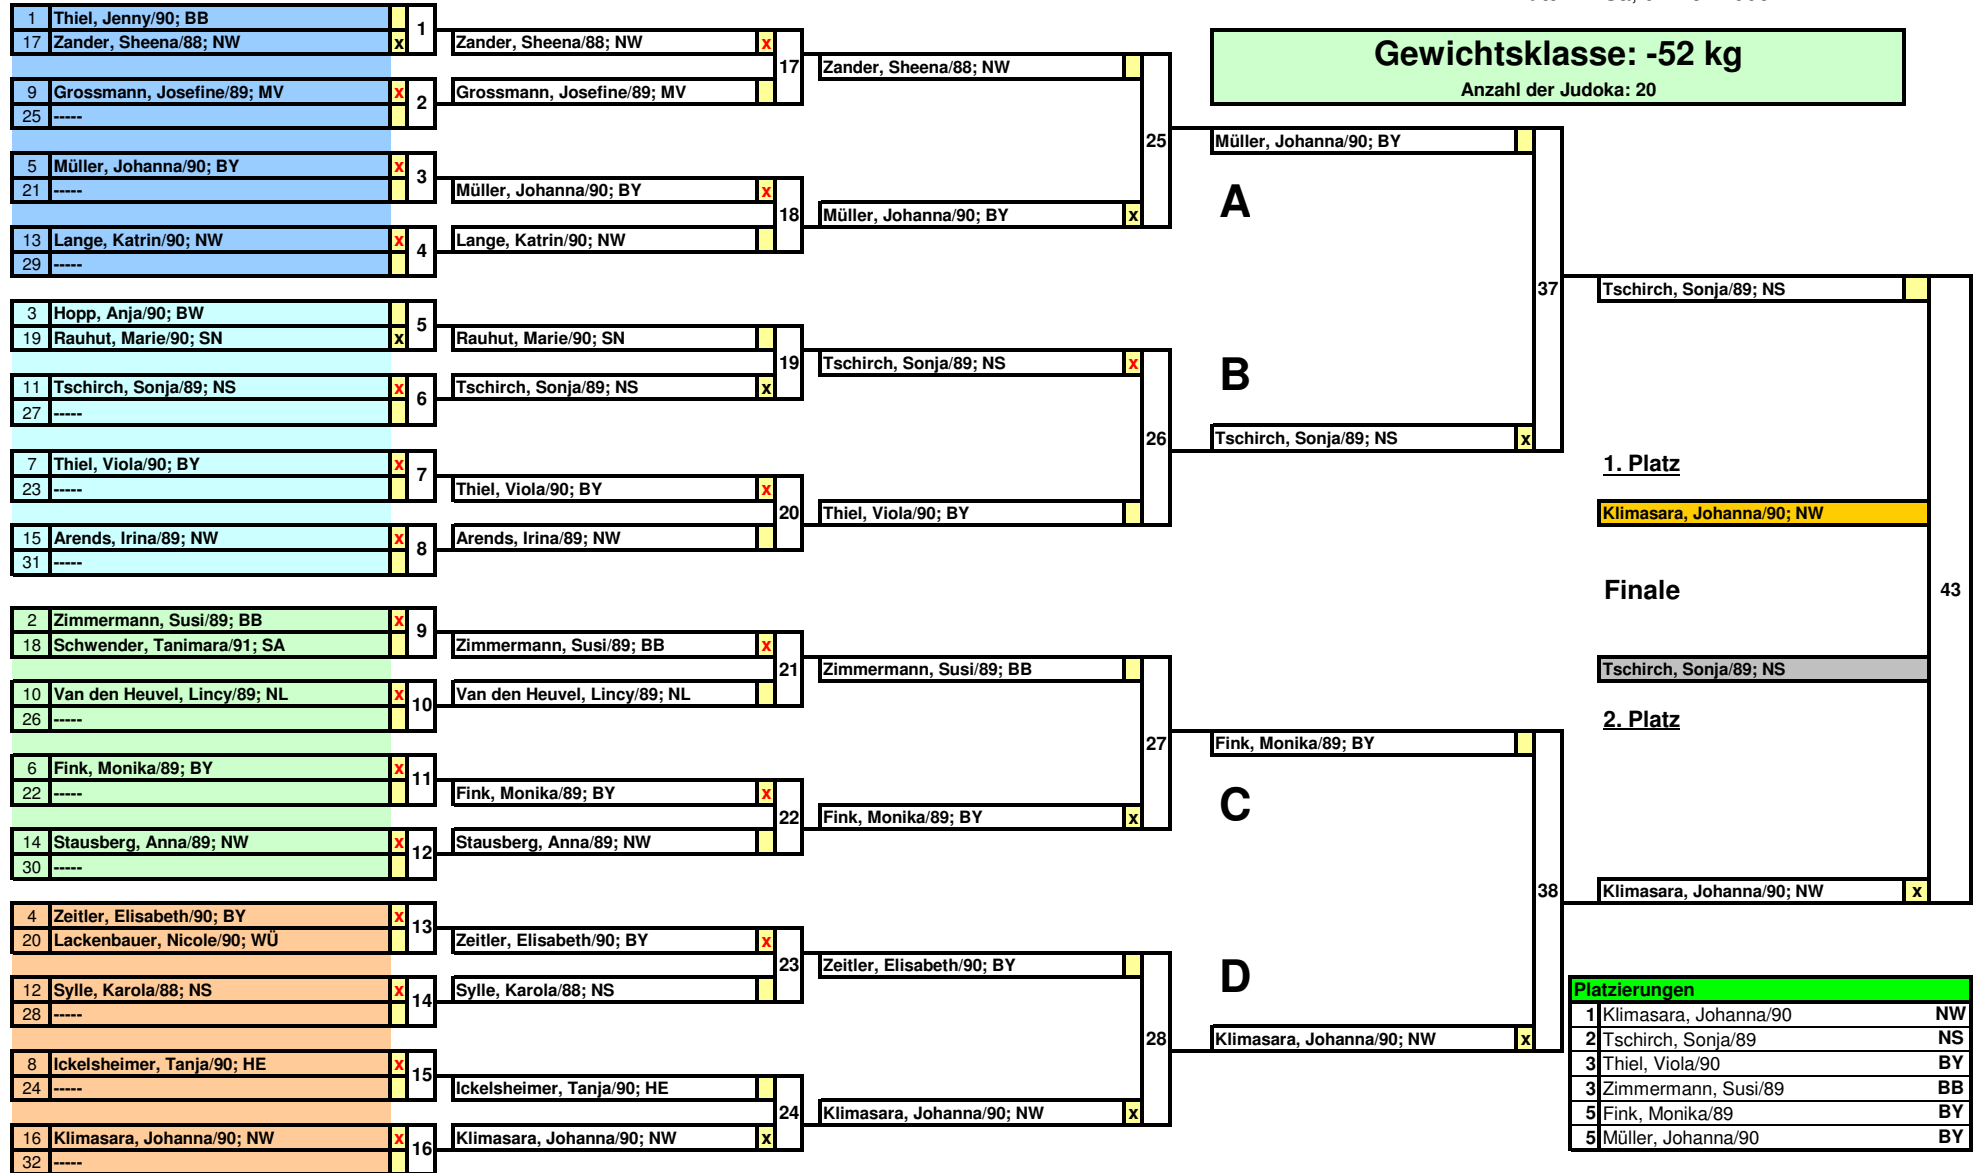 Gewichtsklasse: -52 kg
Anzahl der Judoka: 20
1 Thiel, Jenny/90; BB
17 Zander, Sheena/88; NW x
1
9 Grossmann, Josefine/89; MV x
25 -----
2
5 Müller, Johanna/90; BY x
21 -----
3
13 Lange, Katrin/90; NW x
29 -----
4
3 Hopp, Anja/90; BW
19 Rauhut, Marie/90; SN x
5
11 Tschirch, Sonja/89; NS x
27 -----
6
7 Thiel, Viola/90; BY x
23 -----
7
15 Arends, Irina/89; NW x
31 -----
8
2 Zimmermann, Susi/89; BB x
18 Schwender, Tanimara/91; SA
9
10 Van den Heuvel, Lincy/89; NL x
26 -----
10
6 Fink, Monika/89; BY x
22 -----
11
14 Stausberg, Anna/89; NW x
30 -----
12
4 Zeitler, Elisabeth/90; BY x
20 Lackenbauer, Nicole/90; WÜ
13
12 Sylle, Karola/88; NS x
28 -----
14
8 Ickelsheimer, Tanja/90; HE x
24 -----
15
16 Klimasara, Johanna/90; NW x
32 -----
16
Zander, Sheena/88; NW x
Grossmann, Josefine/89; MV
17
Müller, Johanna/90; BY x
Lange, Katrin/90; NW
18
Rauhut, Marie/90; SN
Tschirch, Sonja/89; NS x
19
Thiel, Viola/90; BY x
Arends, Irina/89; NW
20
Zimmermann, Susi/89; BB x
Van den Heuvel, Lincy/89; NL
21
Fink, Monika/89; BY x
Stausberg, Anna/89; NW
22
Zeitler, Elisabeth/90; BY x
Sylle, Karola/88; NS
23
Ickelsheimer, Tanja/90; HE
Klimasara, Johanna/90; NW x
24
Zander, Sheena/88; NW
Müller, Johanna/90; BY x
25
Tschirch, Sonja/89; NS x
Thiel, Viola/90; BY
26
Zimmermann, Susi/89; BB
Fink, Monika/89; BY x
27
Zeitler, Elisabeth/90; BY
Klimasara, Johanna/90; NW x
28
Müller, Johanna/90; BY
A
B
Tschirch, Sonja/89; NS x
37
Fink, Monika/89; BY
C
D
Klimasara, Johanna/90; NW x
38
Tschirch, Sonja/89; NS
1. Platz
Klimasara, Johanna/90; NW
Finale
43
Tschirch, Sonja/89; NS
2. Platz
Klimasara, Johanna/90; NW x
Platzierungen
1 Klimasara, Johanna/90 NW
2 Tschirch, Sonja/89 NS
3 Thiel, Viola/90 BY
3 Zimmermann, Susi/89 BB
5 Fink, Monika/89 BY
5 Müller, Johanna/90 BY